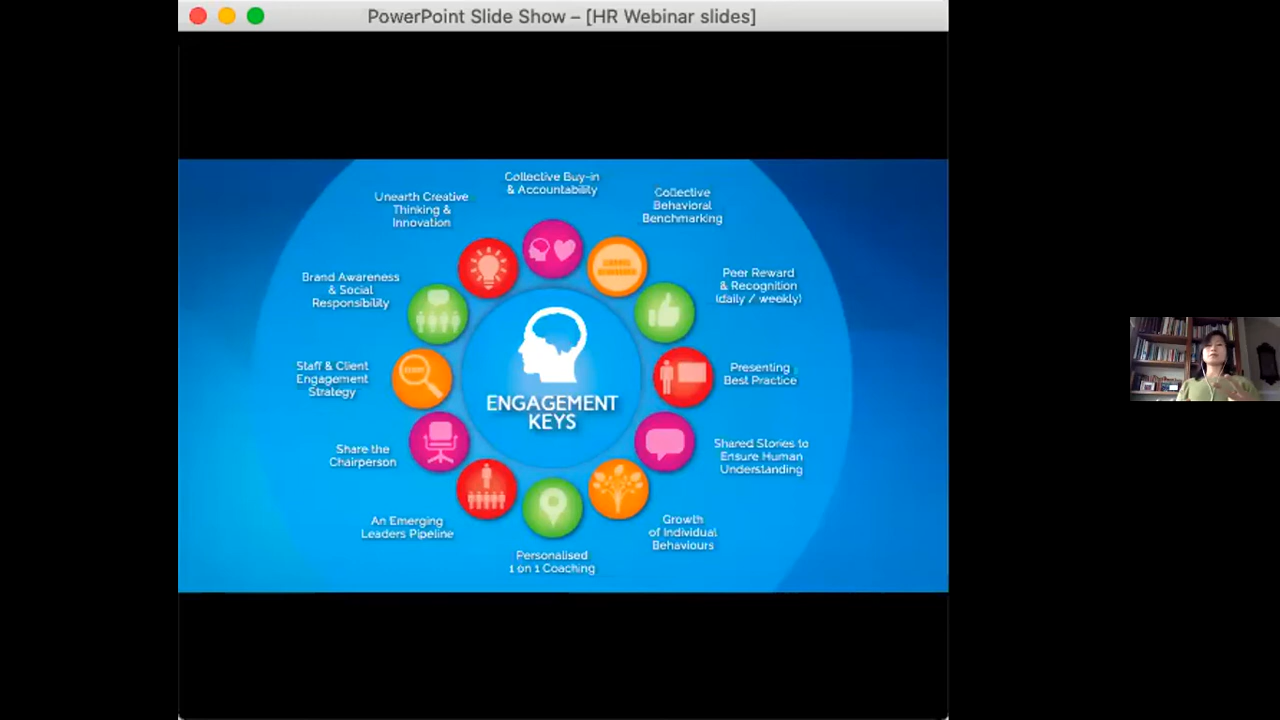 PowerPoint Slide Show – [HR Webinar slides]
Collective Buy-in
& Accountability
Collective
Behavioral
Benchmarking
Peer Reward
& Recognition
(daily / weekly)
Presenting
Best Practice
Shared Stories to
Ensure Human
Understanding
Growth
of Individual
Behaviours
Personalised
1 on 1 Coaching
An Emerging
Leaders Pipeline
Share the
Chairperson
Staff & Client
Engagement
Strategy
Brand Awareness
& Social
Responsibility
Unearth Creative
Thinking &
Innovation
ENGAGEMENT
KEYS